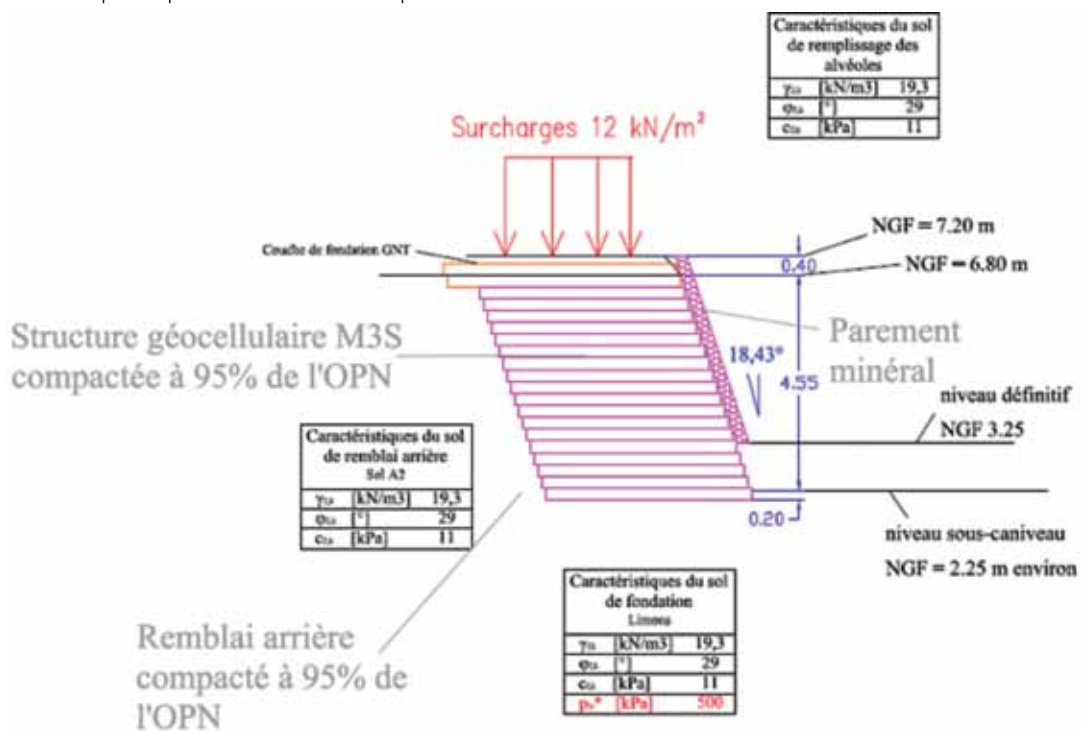 Caractéristiques du sol
de remplissage des
alvéoles
[kN/m3] 19,3
[°] 29
[kPa] 11
Surcharges 12 kN/m²
NGF = 7.20 m
Couche de fondation GNT
0.40
NGF = 6.80 m
Structure géocellulaire M3S
compactée à 95% de l'OPN
Parement
minéral
18,43°
4.55
niveau définitif
NGF 3.25
Caractéristiques du sol
de remblai arrière
Sol A2
[kN/m3] 19,3
[°] 29
[kPa] 11
0.20
niveau sous-caniveau
NGF = 2.25 m environ
Caractéristiques du sol
de fondation
Limons
[kN/m3] 19,3
[°] 29
[kPa] 11
[kPa] 500
Remblai arrière
compacté à 95% de
l'OPN